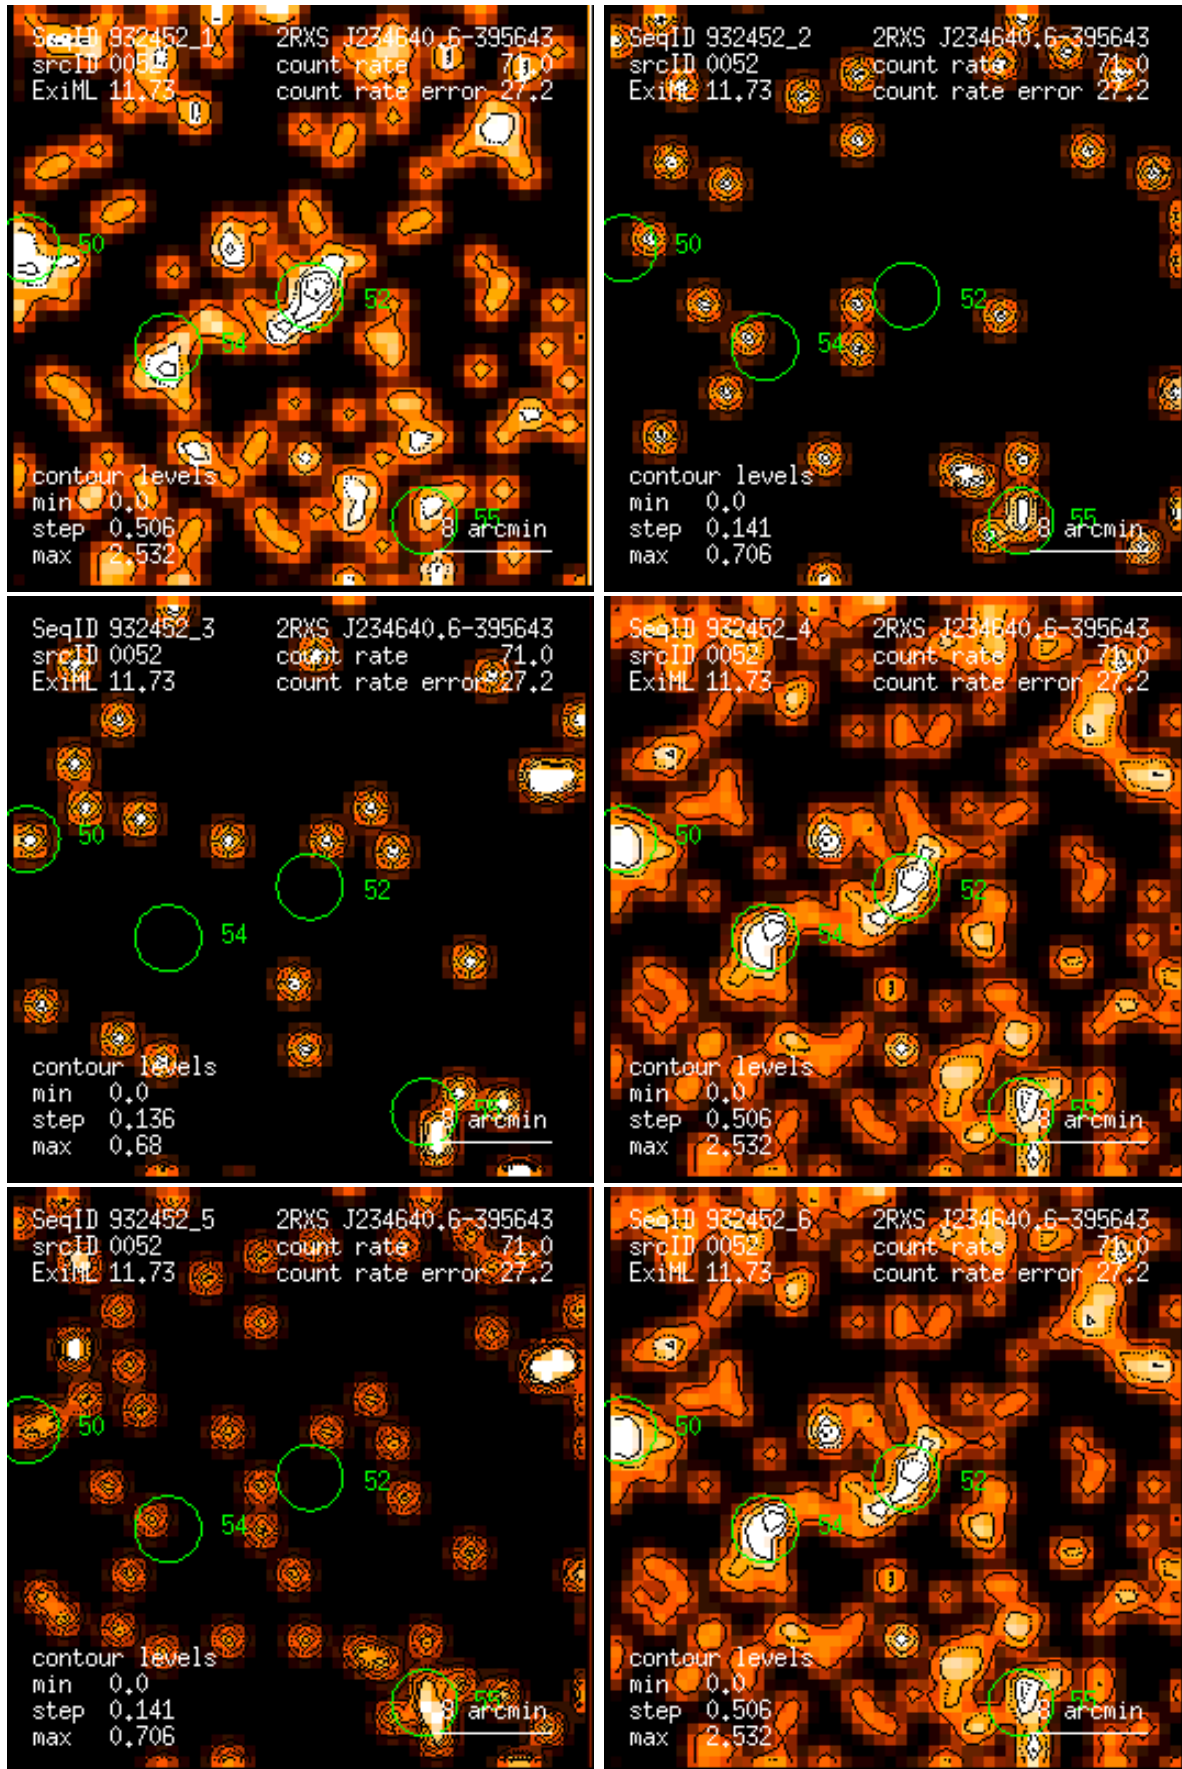 SeqID 932452_1 2RXS J234640.6-395643
srcID 0052 count rate 71.0
ExiML 11.73 count rate error 27.2
50
52
54
contour levels
min 0.0
step 0.506 55
max 2.532 8 arcmin
SeqID 932452_2 2RXS J234640.6-395643
srcID 0052 count rate 71.0
ExiML 11.73 count rate error 27.2
50
52
54
contour levels
min 0.0
step 0.141 55
max 0.706 8 arcmin
SeqID 932452_3 2RXS J234640.6-395643
srcID 0052 count rate 71.0
ExiML 11.73 count rate error 27.2
50
52
54
contour levels
min 0.0
step 0.136 55
max 0.68 8 arcmin
SeqID 932452_4 2RXS J234640.6-395643
srcID 0052 count rate 71.0
ExiML 11.73 count rate error 27.2
50
52
54
contour levels
min 0.0
step 0.506 55
max 2.532 8 arcmin
SeqID 932452_5 2RXS J234640.6-395643
srcID 0052 count rate 71.0
ExiML 11.73 count rate error 27.2
50
52
54
contour levels
min 0.0
step 0.141 55
max 0.706 8 arcmin
SeqID 932452_6 2RXS J234640.6-395643
srcID 0052 count rate 71.0
ExiML 11.73 count rate error 27.2
50
52
54
contour levels
min 0.0
step 0.506 55
max 2.532 8 arcmin